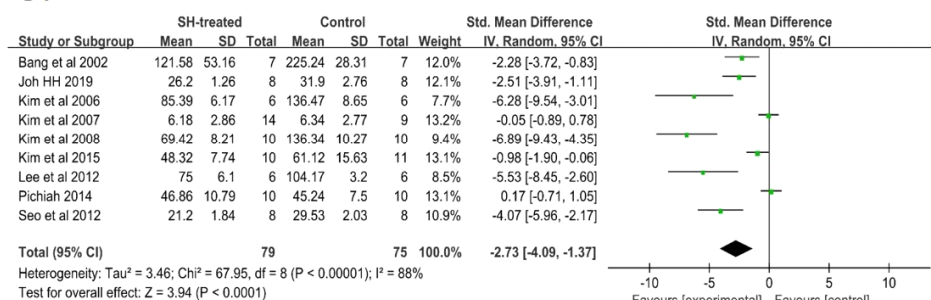 SH-treated Control Std. Mean Difference Std. Mean Difference
Study or Subgroup Mean SD Total Mean SD Total Weight IV, Random, 95% CI IV, Random, 95% CI
Bang et al 2002 121.58 53.16 7 225.24 28.31 7 12.0% -2.28 [-3.72, -0.83]
Joh HH 2019 26.2 1.26 8 31.9 2.76 8 12.1% -2.51 [-3.91, -1.11]
Kim et al 2006 85.39 6.17 6 136.47 8.65 6 7.7% -6.28 [-9.54, -3.01]
Kim et al 2007 6.18 2.86 14 6.34 2.77 9 13.2% -0.05 [-0.89, 0.78]
Kim et al 2008 69.42 8.21 10 136.34 10.27 10 9.4% -6.89 [-9.43, -4.35]
Kim et al 2015 48.32 7.74 10 61.12 15.63 11 13.1% -0.98 [-1.90, -0.06]
Lee et al 2012 75 6.1 6 104.17 3.2 6 8.4% -5.53 [-8.45, -2.60]
Pichiah 2014 46.86 10.79 10 45.24 7.5 10 13.1% 0.17 [-0.71, 1.05]
Seo et al 2012 21.2 1.84 8 29.53 2.03 8 10.9% -4.07 [-5.96, -2.17]
Total (95% CI) 79 75 100.0% -2.73 [-4.09, -1.37]
Heterogeneity: Tau² = 3.46; Chi² = 67.95, df = 8 (P < 0.00001); I² = 88%
Test for overall effect: Z = 3.94 (P < 0.0001)
-10 -5 0 5 10
Favours [experimental] Favours [control]